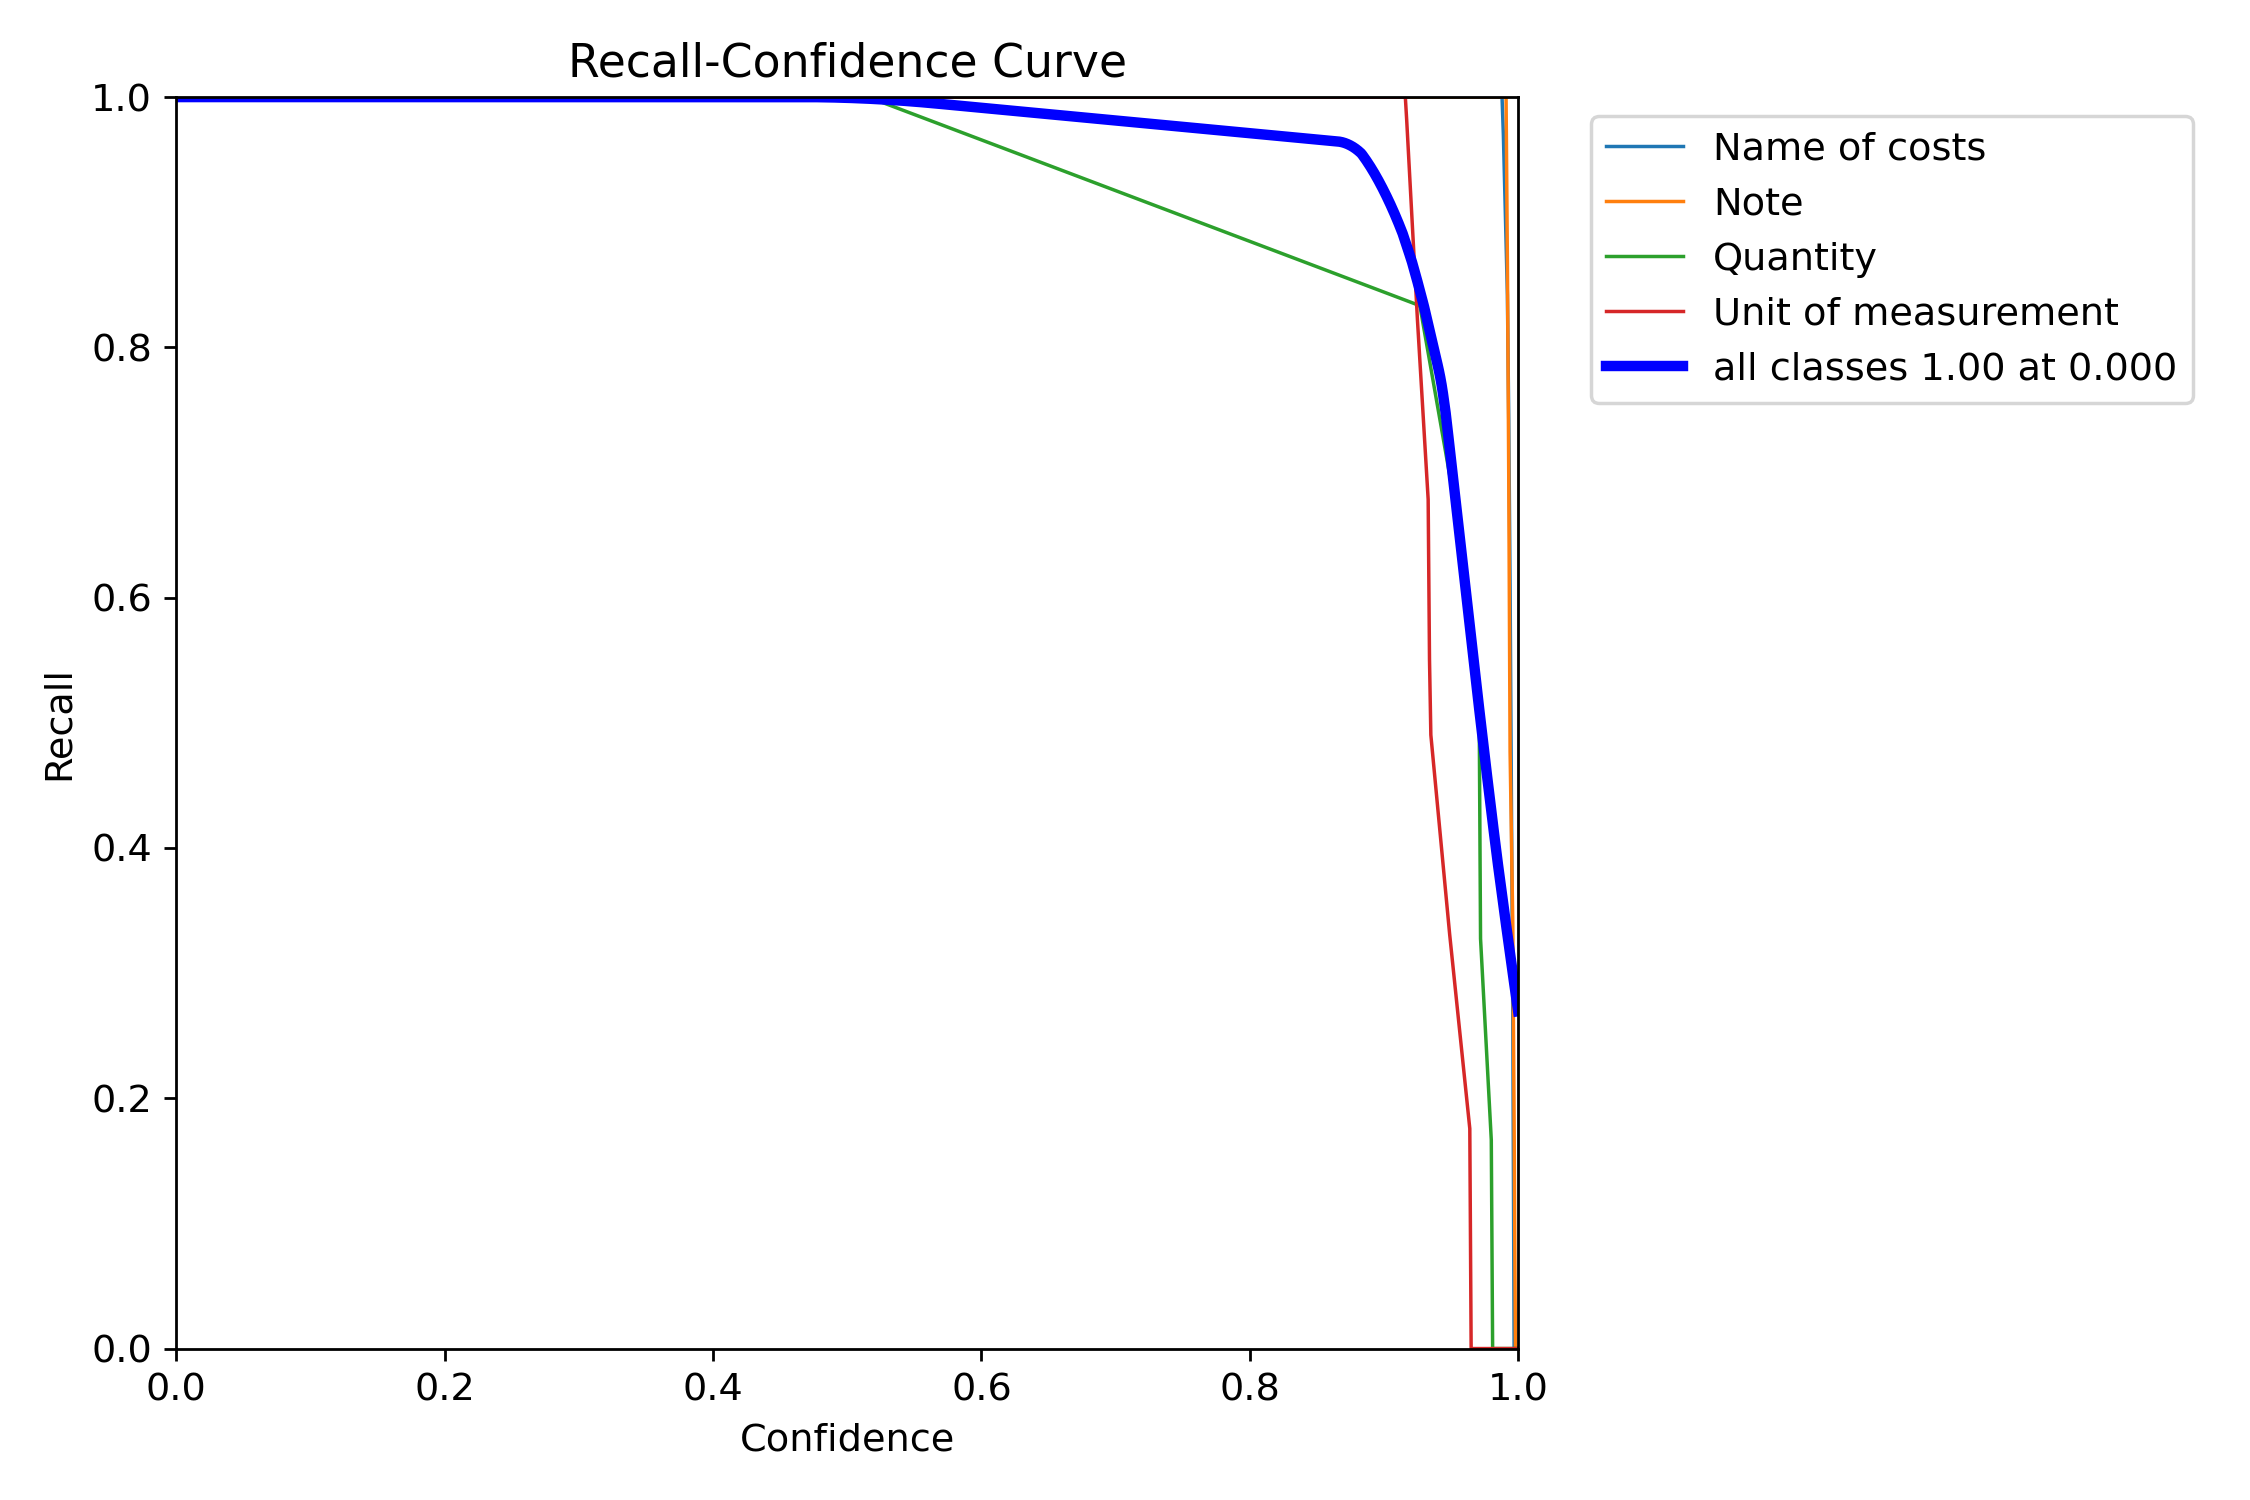 Recall-Confidence Curve
1.0
0.8
0.6
0.4
0.2
0.0
Recall
0.0 0.2 0.4 0.6 0.8 1.0
Confidence
Name of costs
Note
Quantity
Unit of measurement
all classes 1.00 at 0.000